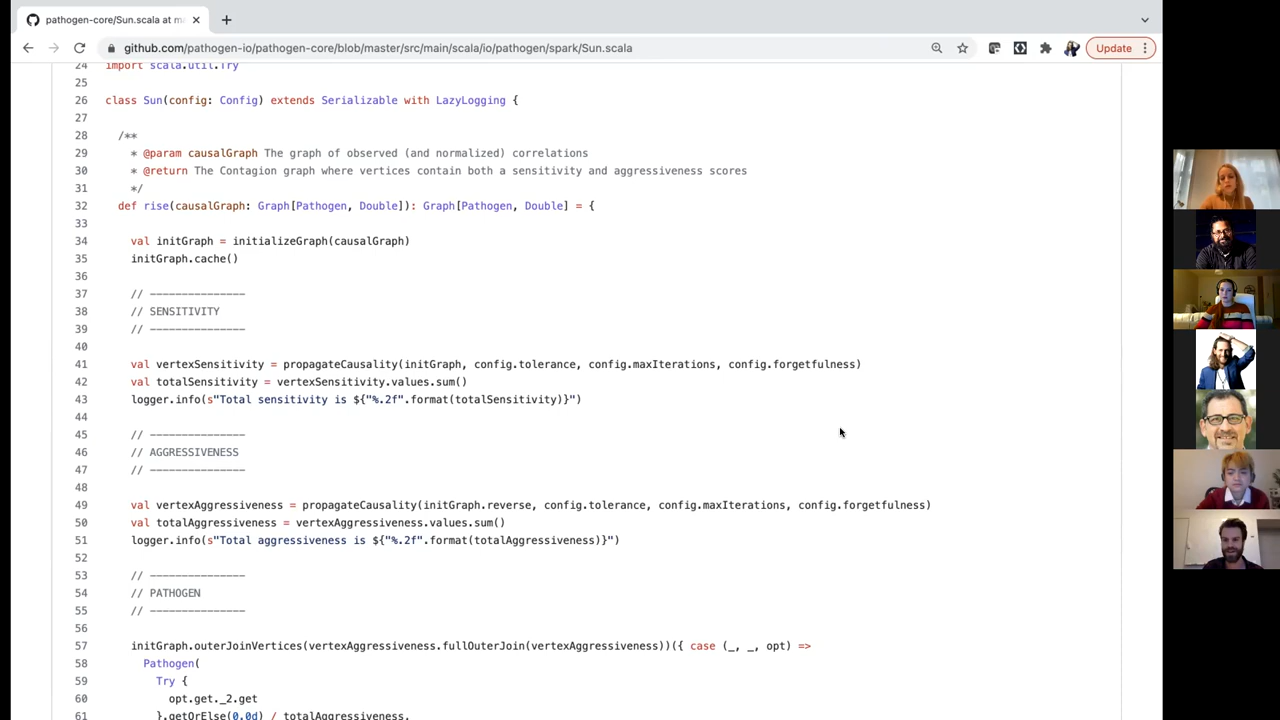 pathogen-core/Sun.scala at ma
github.com/pathogen-io/pathogen-core/blob/master/src/main/scala/io/pathogen/spark/Sun.scala
Update
24 import scala.util.Try
25
26 class Sun(config: Config) extends Serializable with LazyLogging {
27
28 /**
29 * @param causalGraph The graph of observed (and normalized) correlations
30 * @return The Contagion graph where vertices contain both a sensitivity and aggressiveness scores
31 */
32 def rise(causalGraph: Graph[Pathogen, Double]): Graph[Pathogen, Double] = {
33
34 val initGraph = initializeGraph(causalGraph)
35 initGraph.cache()
36
37 // ---------------
38 // SENSITIVITY
39 // ---------------
40
41 val vertexSensitivity = propagateCausality(initGraph, config.tolerance, config.maxIterations, config.forgetfulness)
42 val totalSensitivity = vertexSensitivity.values.sum()
43 logger.info(s"Total sensitivity is ${"%.2f".format(totalSensitivity)}")
44
45 // ---------------
46 // AGGRESSIVENESS
47 // ---------------
48
49 val vertexAggressiveness = propagateCausality(initGraph.reverse, config.tolerance, config.maxIterations, config.forgetfulness)
50 val totalAggressiveness = vertexAggressiveness.values.sum()
51 logger.info(s"Total aggressiveness is ${"%.2f".format(totalAggressiveness)}")
52
53 // ---------------
54 // PATHOGEN
55 // ---------------
56
57 initGraph.outerJoinVertices(vertexAggressiveness.fullOuterJoin(vertexAggressiveness))({ case (_, _, opt) =>
58 Pathogen(
59 Try {
60 opt.get._2.get
61 }.getOrElse(0.0d) / totalAggressiveness,